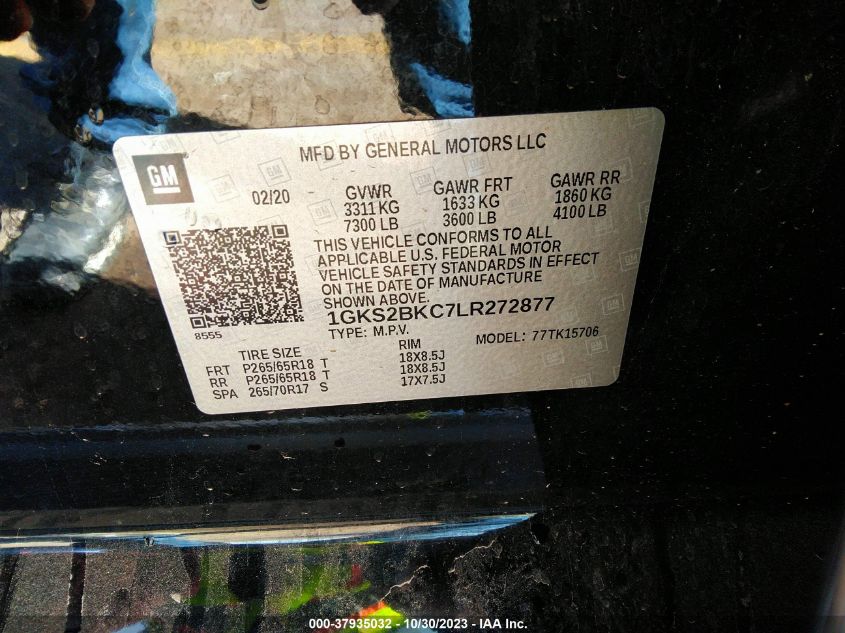 MFD BY GENERAL MOTORS LLC
GM
02/20
GVWR GAWR FRT GAWR RR
3311 KG 1633 KG 1860 KG
7300 LB 3600 LB 4100 LB
THIS VEHICLE CONFORMS TO ALL
APPLICABLE U.S. FEDERAL MOTOR
VEHICLE SAFETY STANDARDS IN EFFECT
ON THE DATE OF MANUFACTURE
SHOWN ABOVE.
8555
1GKS2BKC7LR272877
TYPE: M.P.V. MODEL: 77TK15706
TIRE SIZE RIM
FRT P265/65R18 T 18X8.5J
RR P265/65R18 T 18X8.5J
SPA 265/70R17 S 17X7.5J
000-37935032 - 10/30/2023 - IAA Inc.